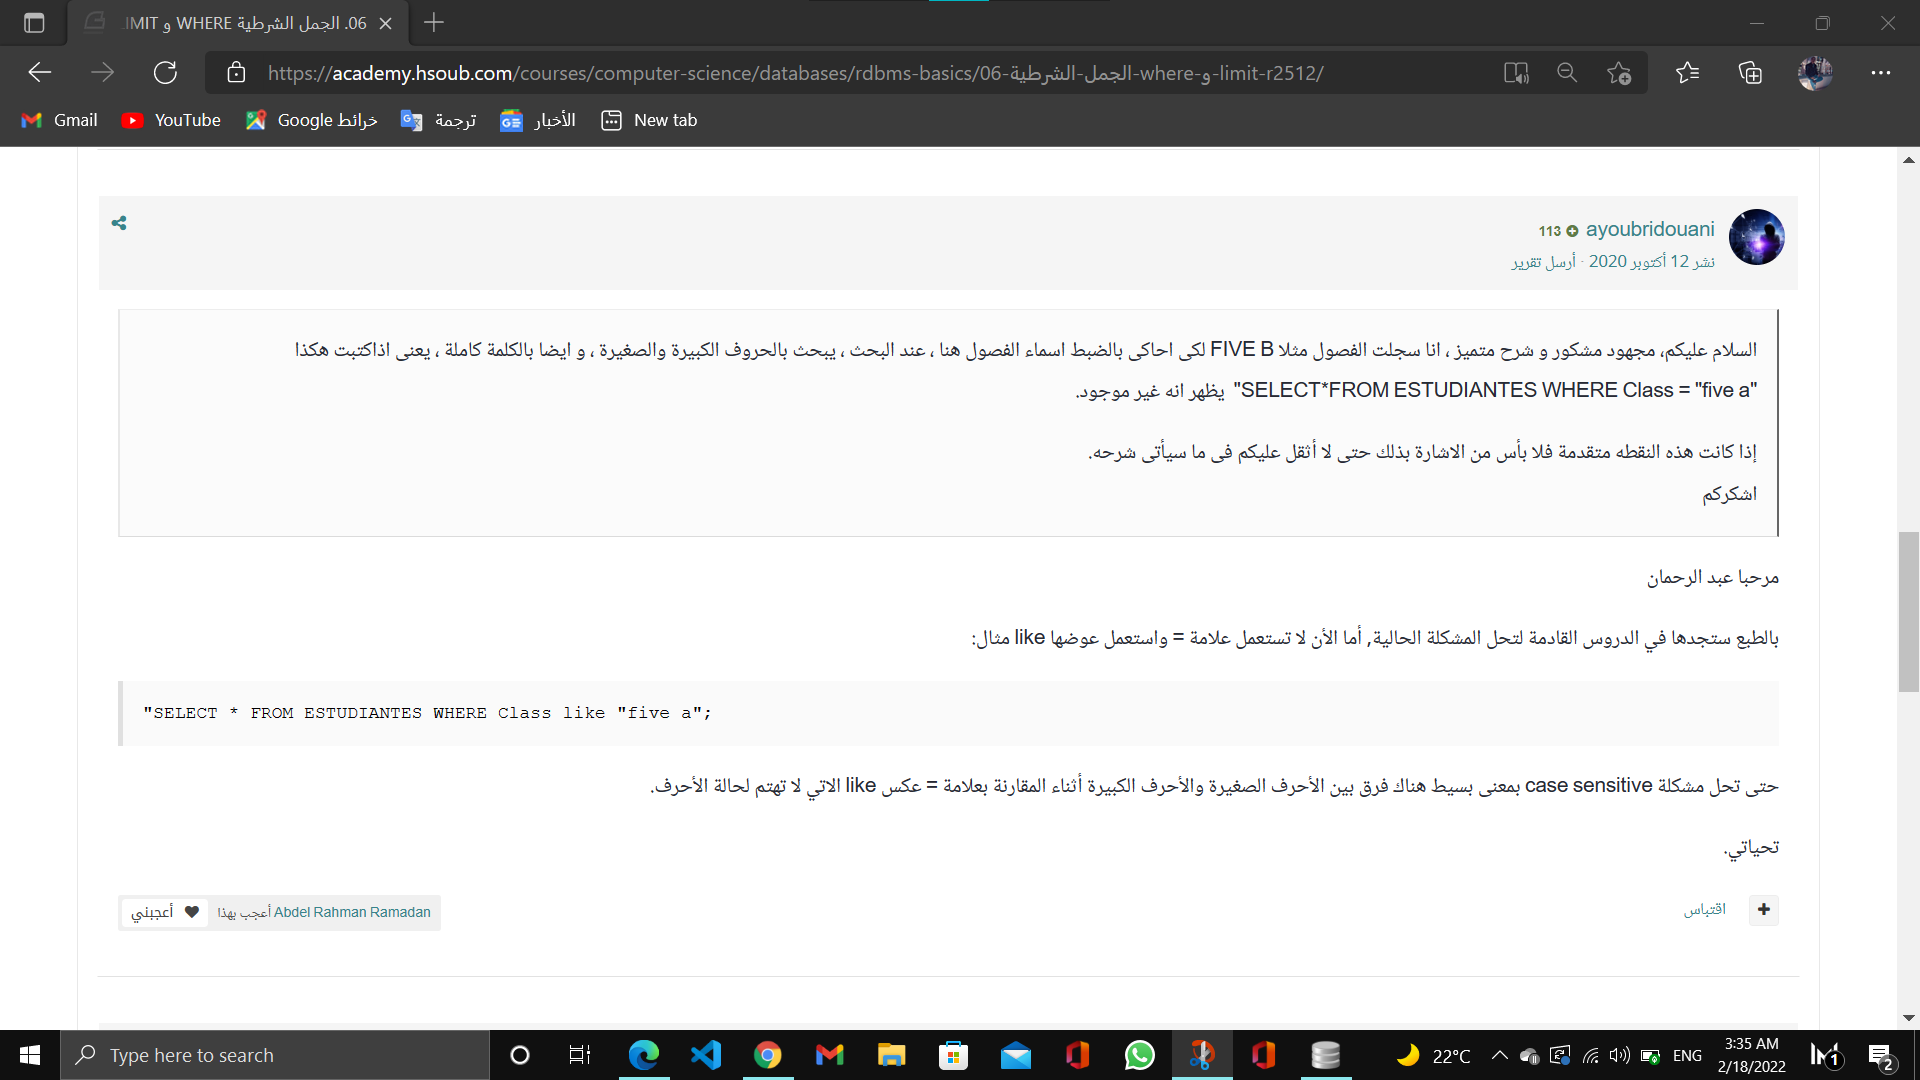 06. الجمل الشرطية WHERE و LIMIT
https://academy.hsoub.com/courses/computer-science/databases/rdbms-basics/06-الجمل-الشرطية-where-و-limit-r2512/
Gmail
YouTube
خرائط Google
ترجمة
الأخبار
New tab
ayoubridouani 113
نشر 12 أكتوبر 2020 · أرسل تقرير
السلام عليكم، مجهود مشكور و شرح متميز ، انا سجلت الفصول مثلا FIVE B لكى احاكى بالضبط اسماء الفصول هنا ، عند البحث ، يبحث بالحروف الكبيرة والصغيرة ، و ايضا بالكلمة كاملة ، يعنى اذاكتبت هكذا
"SELECT*FROM ESTUDIANTES WHERE Class = "five a" يظهر انه غير موجود.
إذا كانت هذه النقطه متقدمة فلا بأس من الاشارة بذلك حتى لا أثقل عليكم فى ما سيأتى شرحه.
اشكركم
مرحبا عبد الرحمان
بالطبع ستجدها في الدروس القادمة لتحل المشكلة الحالية, أما الأن لا تستعمل علامة = واستعمل عوضها like مثال:
"SELECT * FROM ESTUDIANTES WHERE Class like "five a";
حتى تحل مشكلة case sensitive بمعنى بسيط هناك فرق بين الأحرف الصغيرة والأحرف الكبيرة أثناء المقارنة بعلامة = عكس like الاتي لا تهتم لحالة الأحرف.
تحياتي.
اقتباس
Abdel Rahman Ramadan أعجب بهذا
أعجبني
Type here to search
22°C
ENG
3:35 AM
2/18/2022
1
2